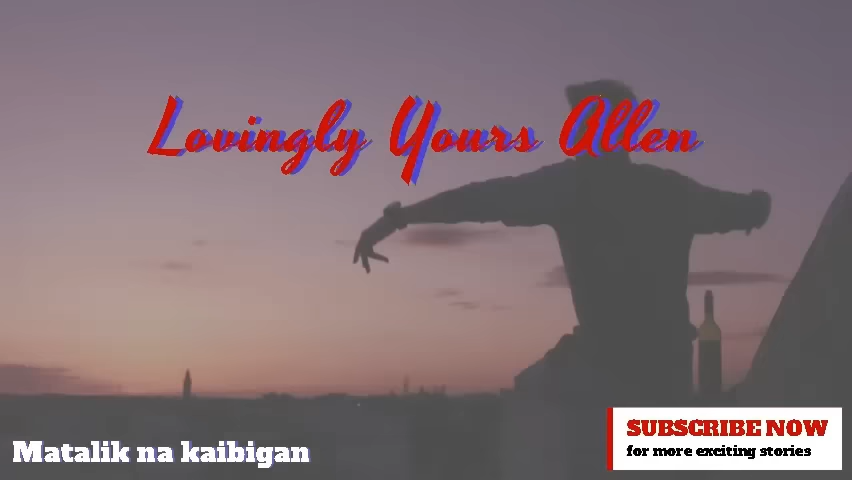 Lovingly Yours Allen
Matalik na kaibigan
SUBSCRIBE NOW
for more exciting stories